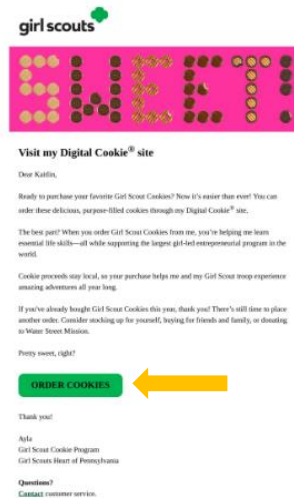 girl scouts
SWEET!
Visit my Digital Cookie® site
Dear Kaitlin,
Ready to purchase your favorite Girl Scout Cookies? Now it's easier than ever! You can
order these delicious, purpose-filled cookies through my Digital Cookie® site.
The best part? When you order Girl Scout Cookies from me, you're helping me learn
essential life skills—all while supporting the largest girl-led entrepreneurial program in the
world.
Cookie proceeds stay local, so your purchase helps me and my Girl Scout troop experience
amazing adventures all year long.
If you've already bought Girl Scout Cookies this year, thank you! There's still time to place
another order. Consider stocking up for yourself, buying for friends and family, or donating
to Water Street Mission.
Pretty sweet, right?
ORDER COOKIES
Thank you!
Ayla
Girl Scout Cookie Program
Girl Scouts Heart of Pennsylvania
Questions?
Contact customer service.